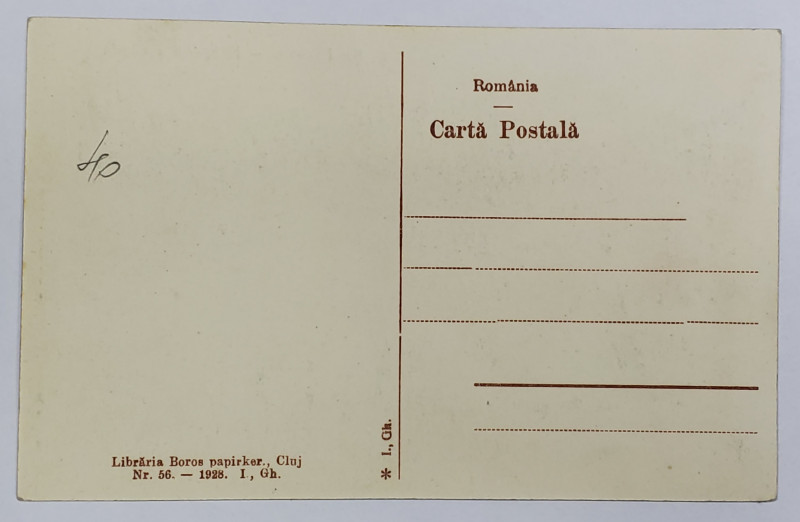 40
România
Cartă Postală
Librăria Boros papirker., Cluj
Nr. 56. — 1928. I., Gh.
* I., Gh.